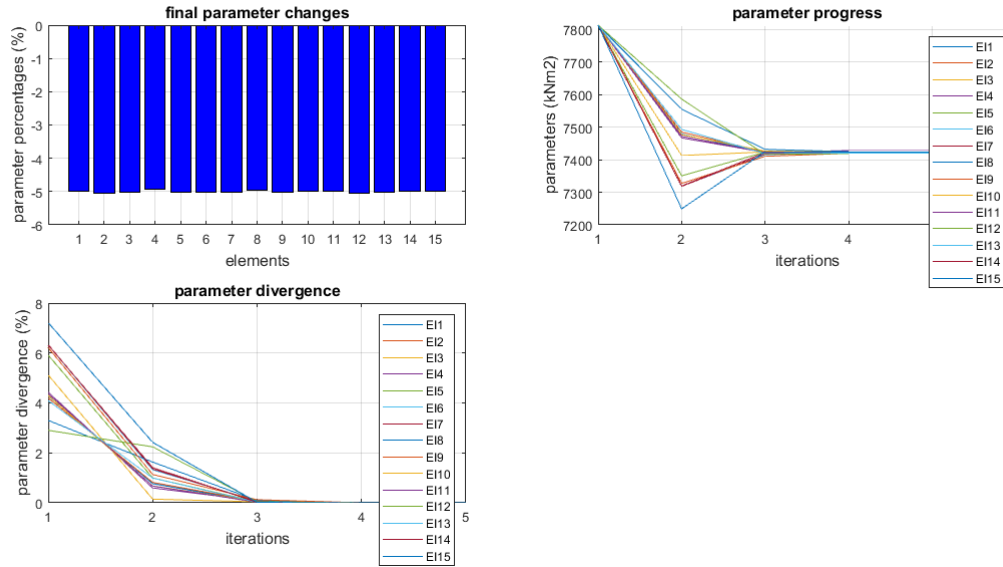 final parameter changes
parameter percentages (%)
0
-1
-2
-3
-4
-5
-6
1 2 3 4 5 6 7 8 9 10 11 12 13 14 15
elements
parameter progress
parameters (kNm2)
7800
7700
7600
7500
7400
7300
7200
1 2 3 4
iterations
EI1
EI2
EI3
EI4
EI5
EI6
EI7
EI8
EI9
EI10
EI11
EI12
EI13
EI14
EI15
parameter divergence
parameter divergence (%)
8
6
4
2
0
1 2 3 4 5
iterations
EI1
EI2
EI3
EI4
EI5
EI6
EI7
EI8
EI9
EI10
EI11
EI12
EI13
EI14
EI15